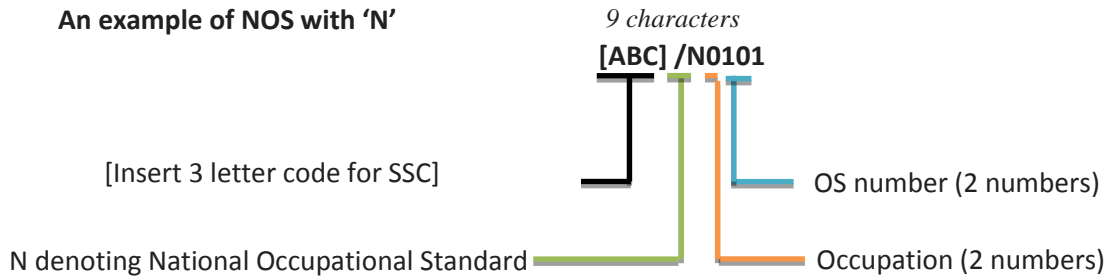 An example of NOS with ‘N’
9 characters
[ABC] /N0101
[Insert 3 letter code for SSC]
OS number (2 numbers)
N denoting National Occupational Standard
Occupation (2 numbers)